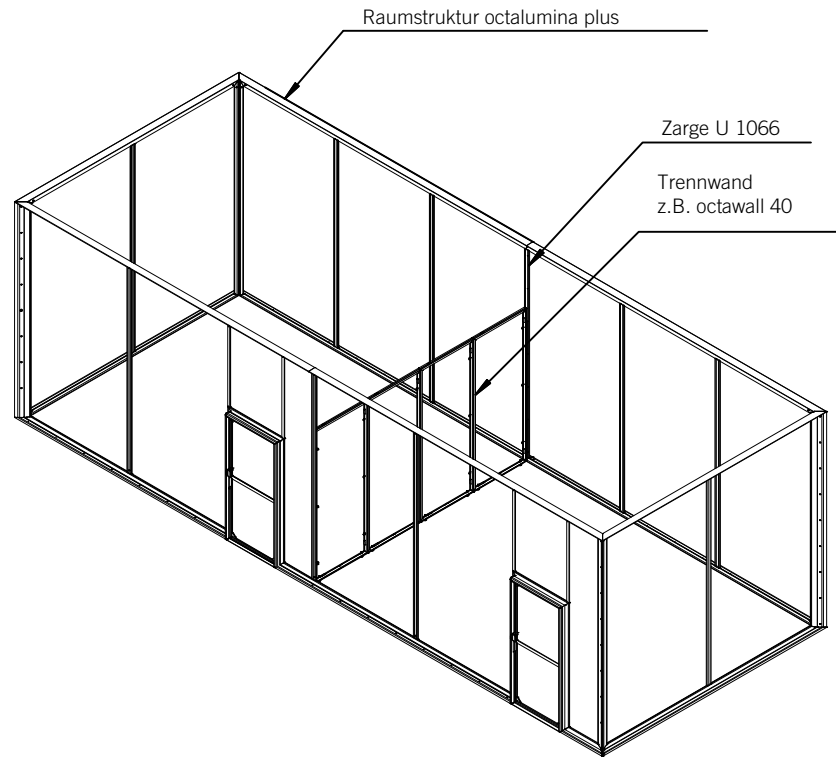 Raumstruktur octalumina plus
Zarge U 1066
Trennwand
z.B. octawall 40